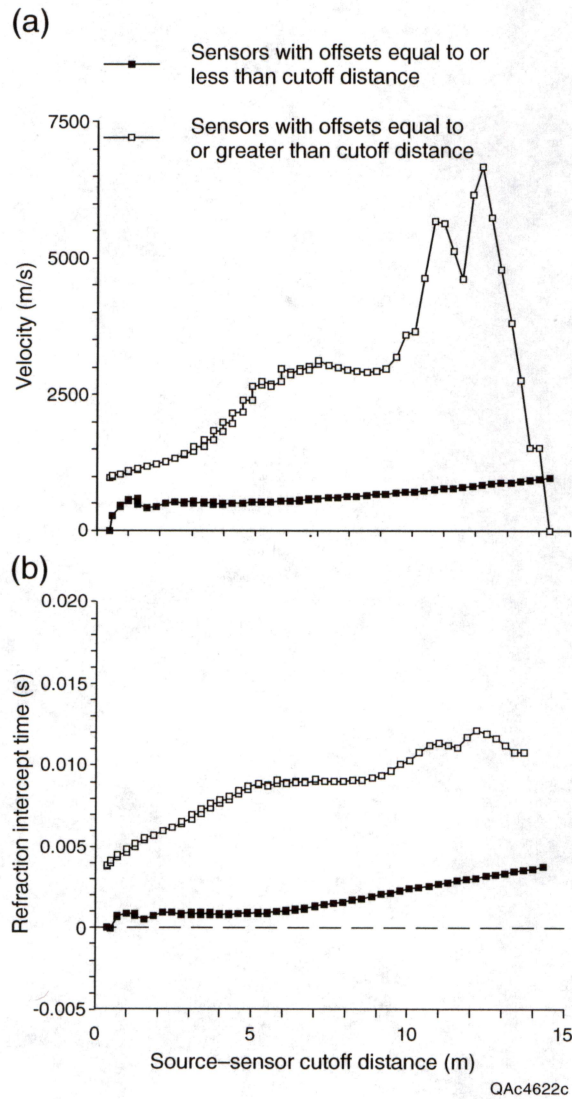 (a)
Sensors with offsets equal to or
less than cutoff distance
Sensors with offsets equal to
or greater than cutoff distance
7500
5000
2500
0
Velocity (m/s)
(b)
0.020
0.015
0.010
0.005
0
-0.005
Refraction intercept time (s)
0
5
10
15
Source–sensor cutoff distance (m)
QAc4622c